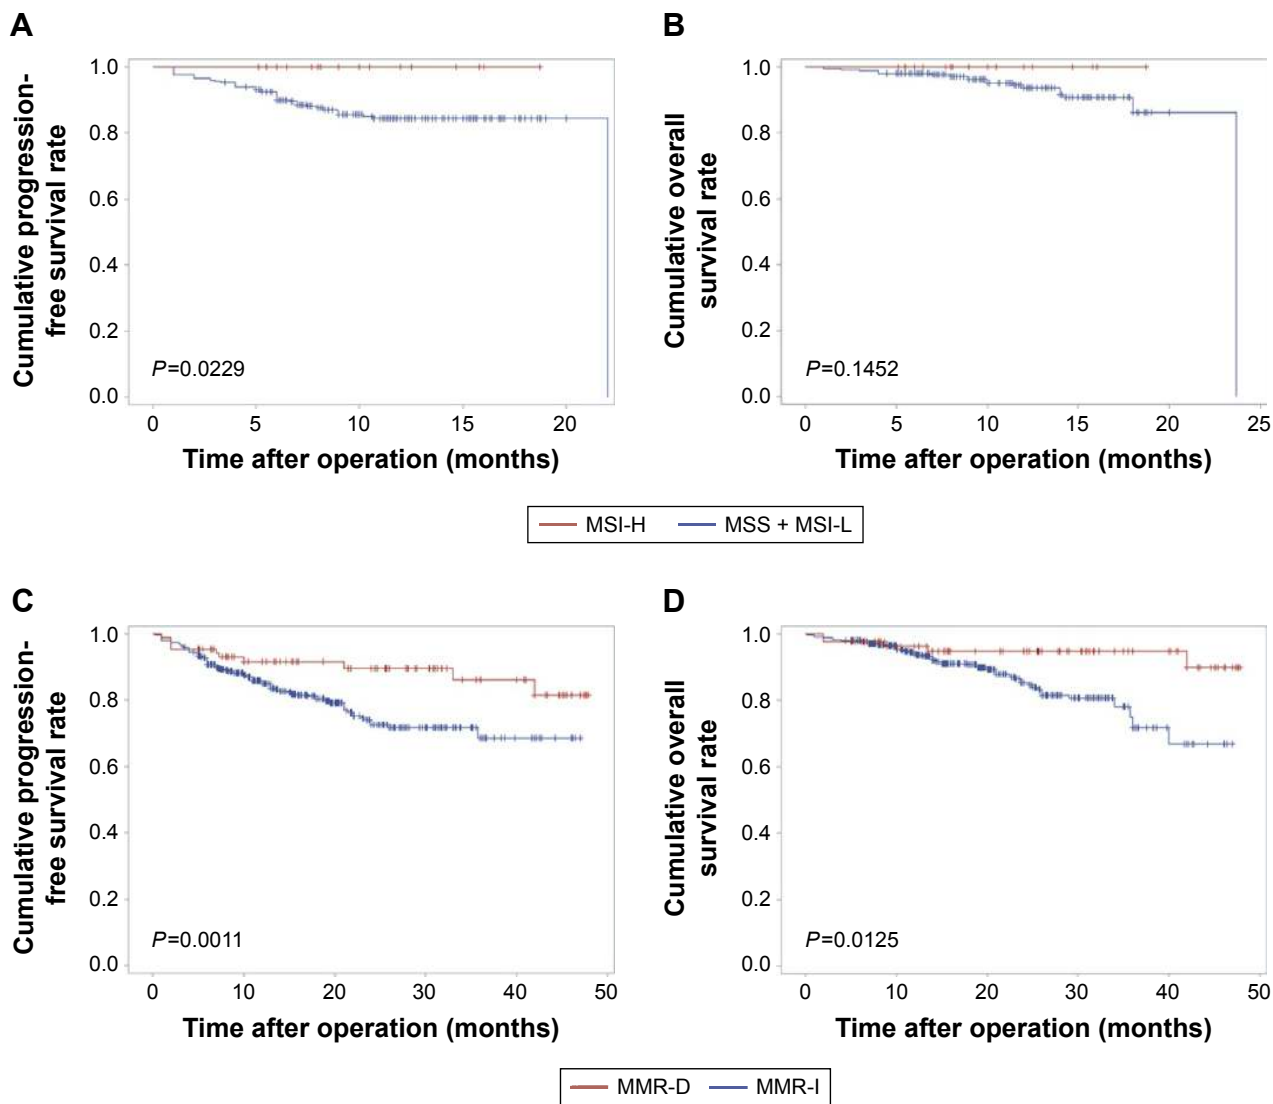 A
Cumulative progression-
free survival rate
1.0
0.8
0.6
0.4
0.2
0.0
P=0.0229
0 5 10 15 20
Time after operation (months)
B
Cumulative overall
survival rate
1.0
0.8
0.6
0.4
0.2
0.0
P=0.1452
0 5 10 15 20 25
Time after operation (months)
MSI-H MSS + MSI-L
C
Cumulative progression-
free survival rate
1.0
0.8
0.6
0.4
0.2
0.0
P=0.0011
0 10 20 30 40 50
Time after operation (months)
D
Cumulative overall
survival rate
1.0
0.8
0.6
0.4
0.2
0.0
P=0.0125
0 10 20 30 40 50
Time after operation (months)
MMR-D MMR-I